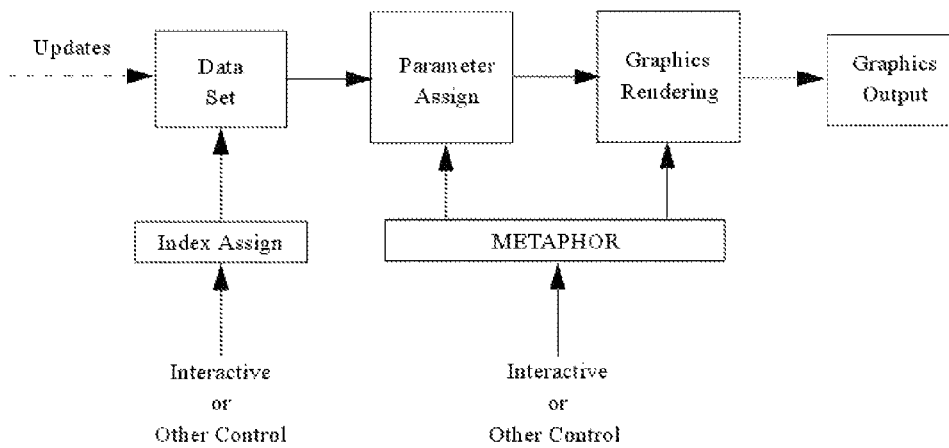 Updates
Data
Set
Parameter
Assign
Graphics
Rendering
Graphics
Output
Index Assign
METAPHOR
Interactive
or
Other Control
Interactive
or
Other Control